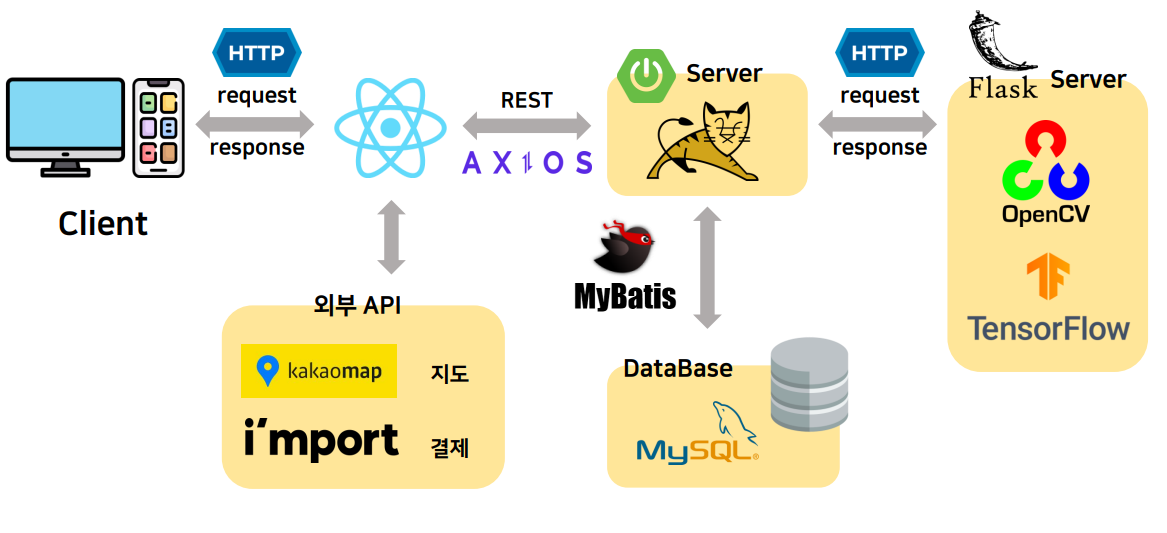 HTTP
request
response
Client
REST
AXIOS
Server
HTTP
request
response
Flask
Server
OpenCV
TensorFlow
MyBatis
외부 API
kakaomap
지도
i'mport
결제
DataBase
MySQL®